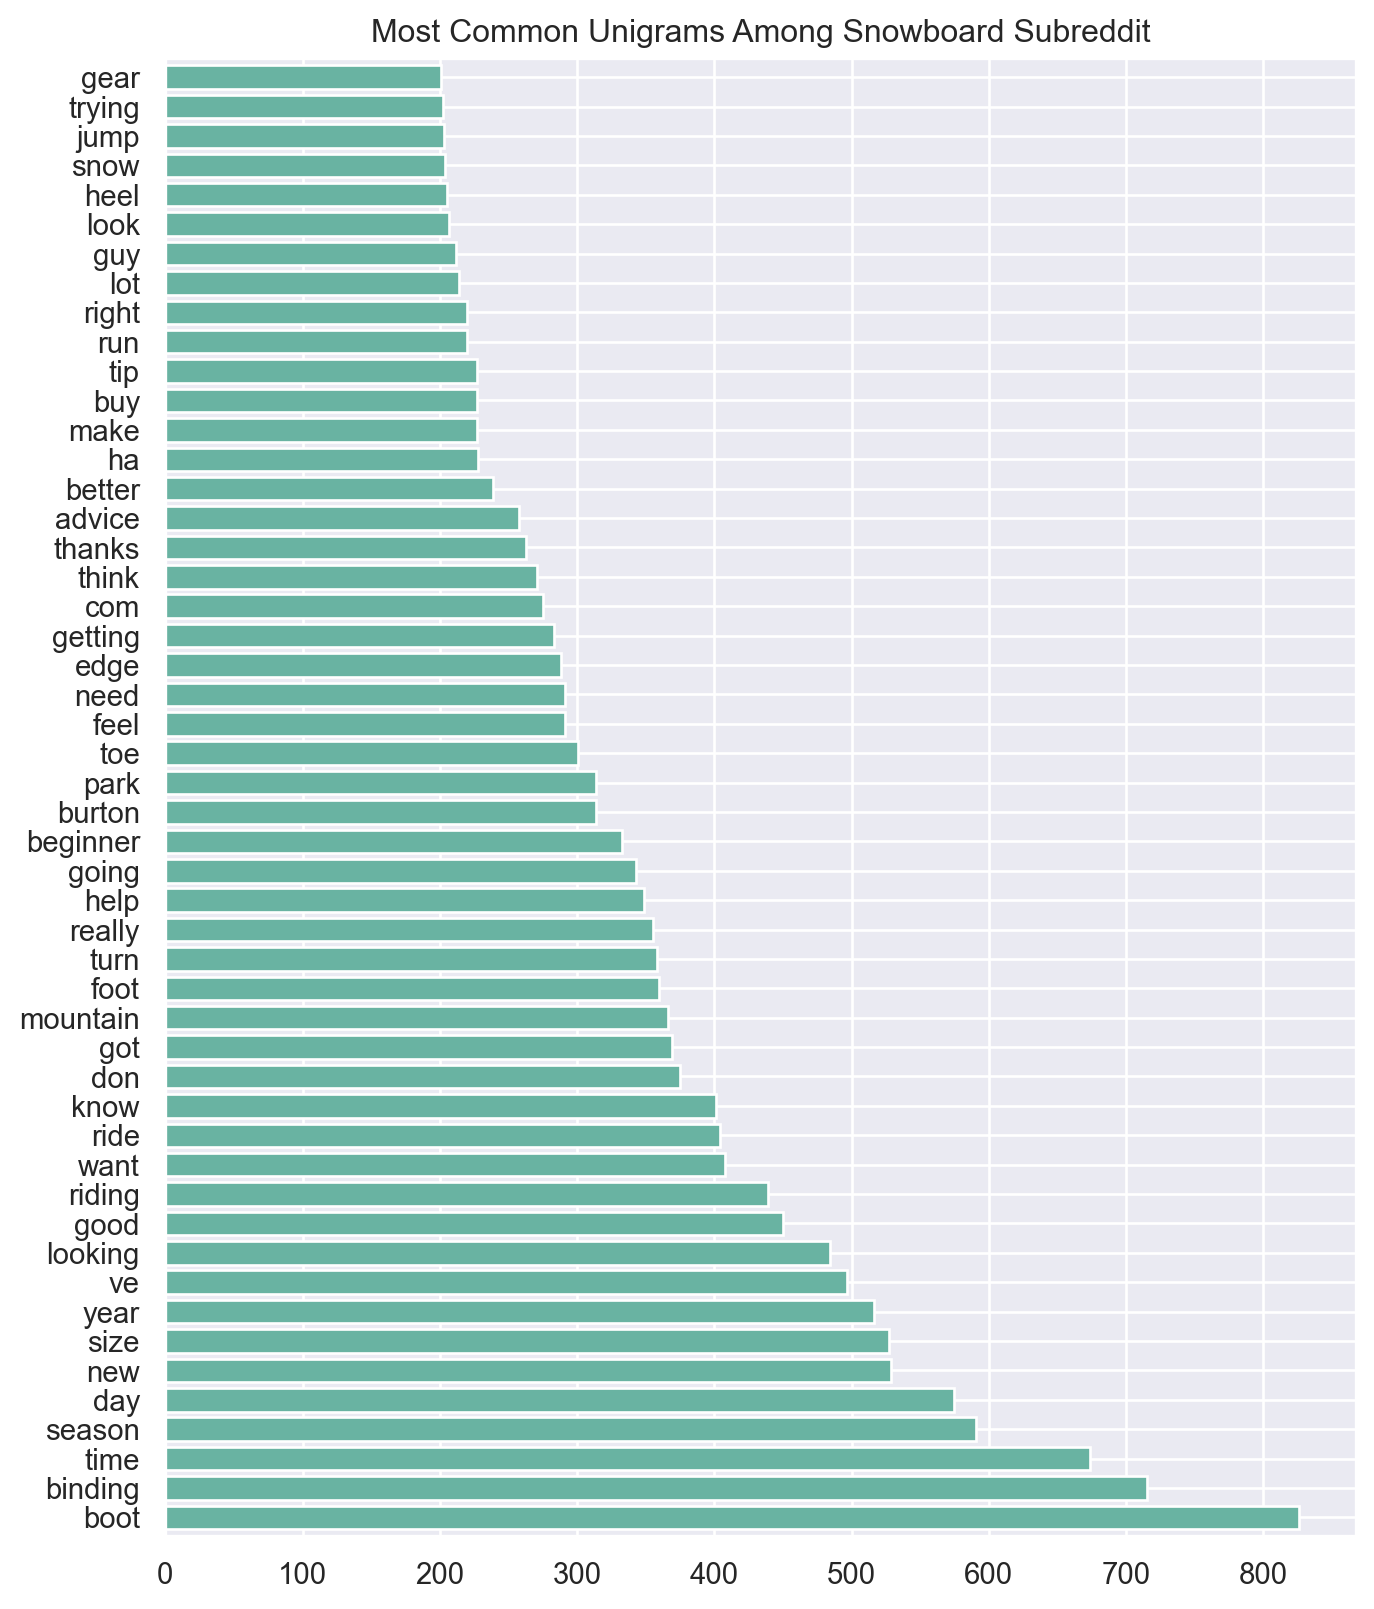 Most Common Unigrams Among Snowboard Subreddit
gear
trying
jump
snow
heel
look
guy
lot
right
run
tip
buy
make
ha
better
advice
thanks
think
com
getting
edge
need
feel
toe
park
burton
beginner
going
help
really
turn
foot
mountain
got
don
know
ride
want
riding
good
looking
ve
year
size
new
day
season
time
binding
boot
0 100 200 300 400 500 600 700 800